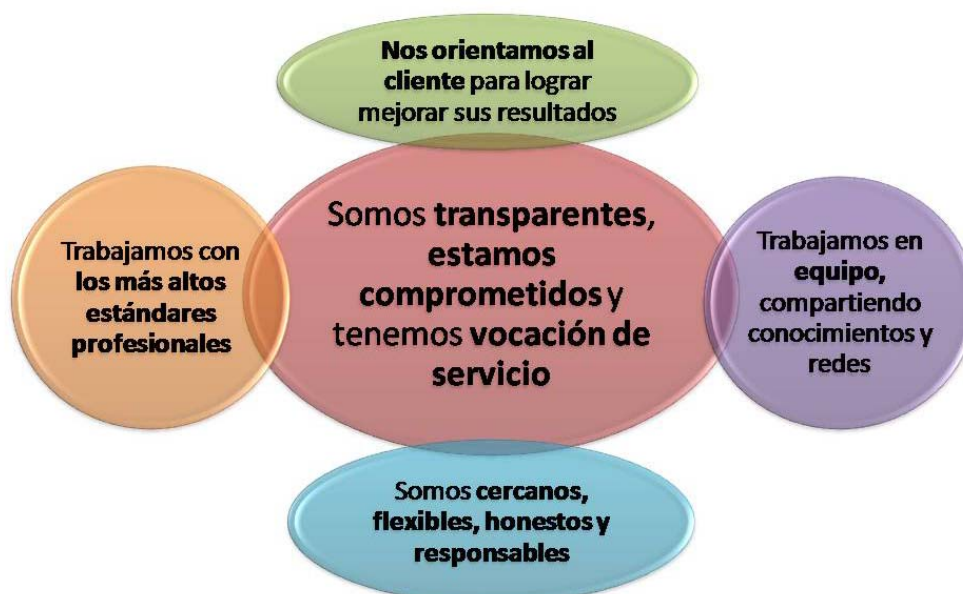 Nos orientamos al
cliente para lograr
mejorar sus resultados
Trabajamos con
los más altos
estándares
profesionales
Somos transparentes,
estamos
comprometidos y
tenemos vocación de
servicio
Trabajamos en
equipo,
compartiendo
conocimientos y
redes
Somos cercanos,
flexibles, honestos y
responsables